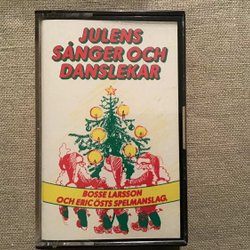 JULENS
SÅNGER OCH
DANSLEKAR
BOSSE LARSSON
OCH ERIC ÖSTS SPELMANSLAG.